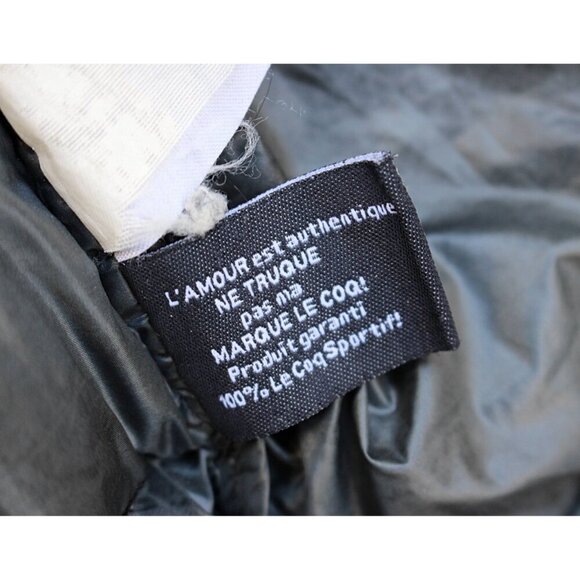 L'AMOUR est authentique
NE TRUQUE
pas ma
MARQUE LE COQ!
Produit garanti
100% Le CoqSportif!